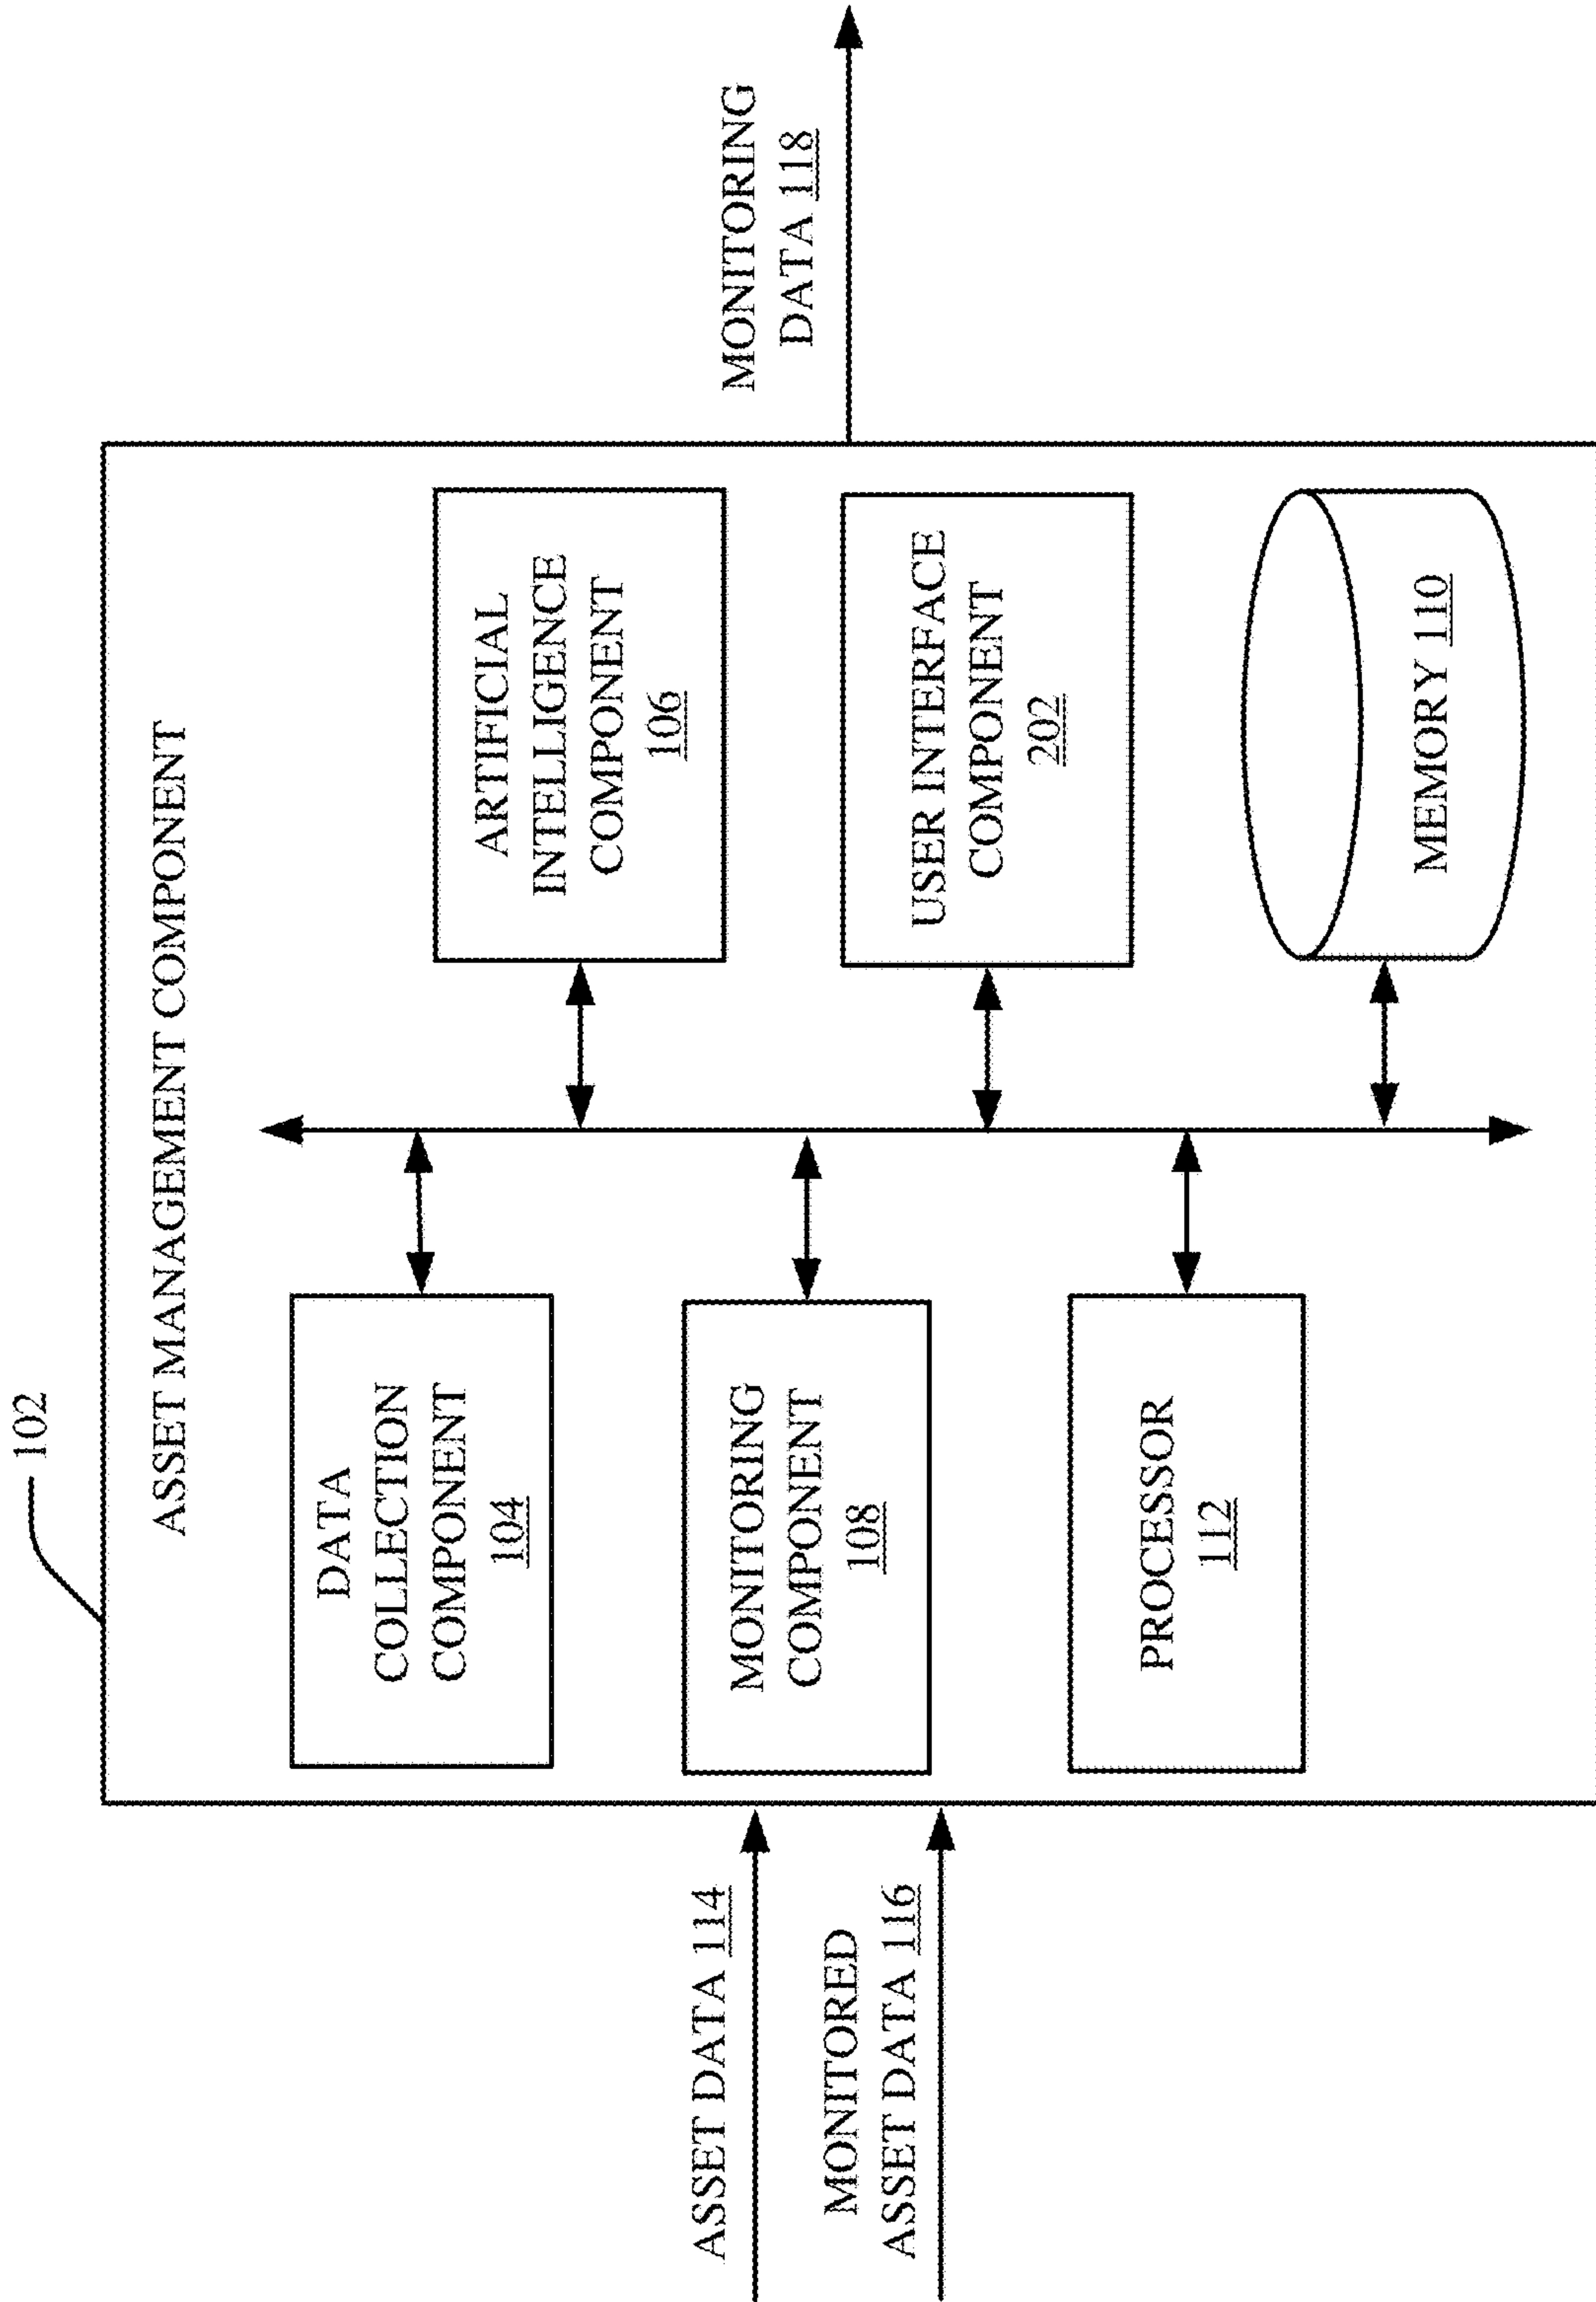 102
ASSET MANAGEMENT COMPONENT
DATA
COLLECTION
COMPONENT
104
ARTIFICIAL
INTELLIGENCE
COMPONENT
106
ASSET DATA 114
MONITORED
ASSET DATA 116
MONITORING
COMPONENT
108
USER INTERFACE
COMPONENT
202
MONITORING
DATA 118
PROCESSOR
112
MEMORY 110